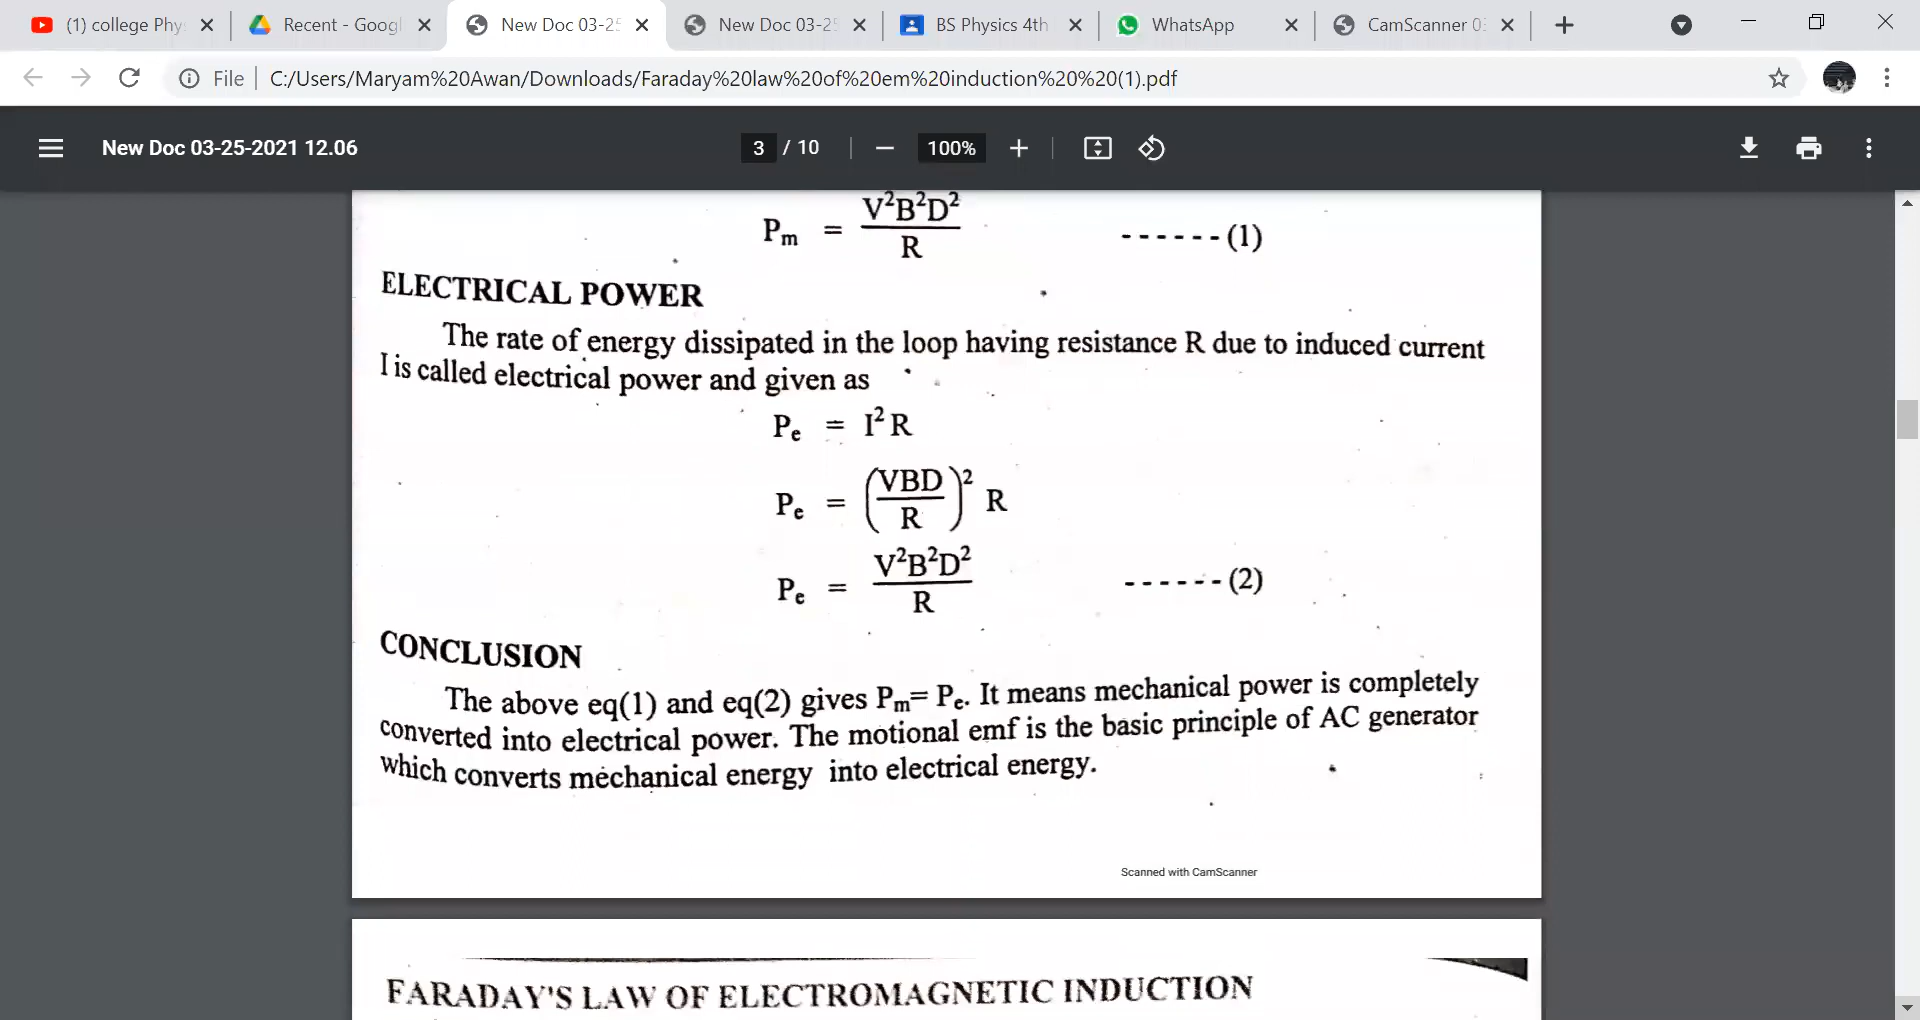 (1) college Phy
Recent - Googl
New Doc 03-25
New Doc 03-25
BS Physics 4th
WhatsApp
CamScanner 03
File
C:/Users/Maryam%20Awan/Downloads/Faraday%20law%20of%20em%20induction%20%20(1).pdf
New Doc 03-25-2021 12.06
3 / 10
100%
Pm = V²B²D² / R ------(1)
ELECTRICAL POWER
The rate of energy dissipated in the loop having resistance R due to induced current
I is called electrical power and given as
Pe = I² R
Pe = (VBD / R)² R
Pe = V²B²D² / R ------(2)
CONCLUSION
The above eq(1) and eq(2) gives Pm= Pe. It means mechanical power is completely
converted into electrical power. The motional emf is the basic principle of AC generator
which converts mechanical energy into electrical energy.
Scanned with CamScanner
FARADAY'S LAW OF ELECTROMAGNETIC INDUCTION